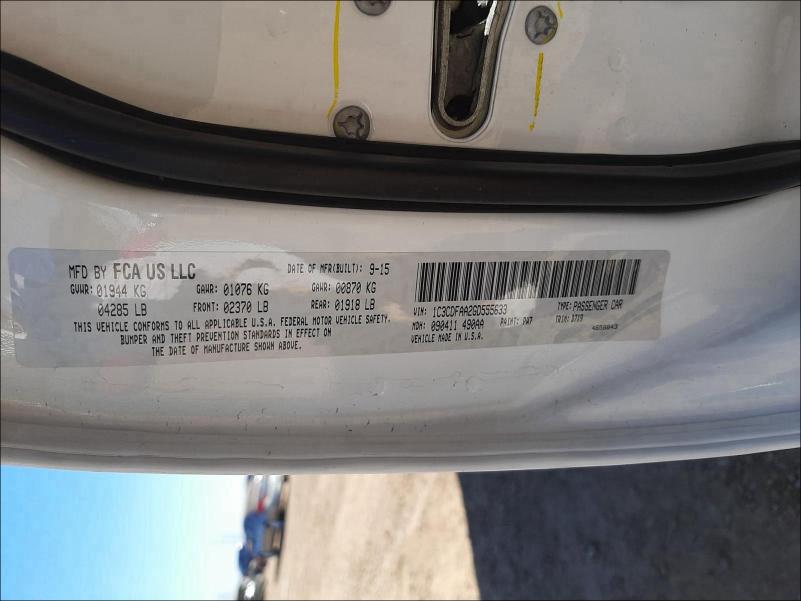 MFD BY FCA US LLC DATE OF MFR(BUILT): 9-15
GVWR: 01944 KG GAWR: 01076 KG GAWR: 00870 KG
04285 LB FRONT: 02370 LB REAR: 01918 LB
THIS VEHICLE CONFORMS TO ALL APPLICABLE U.S.A. FEDERAL MOTOR VEHICLE SAFETY,
BUMPER AND THEFT PREVENTION STANDARDS IN EFFECT ON
THE DATE OF MANUFACTURE SHOWN ABOVE.
VIN: 1C3CDFAA2GD555633 TYPE: PASSENGER CAR
MDH: 090411 490AA PAINT: PW7 TRIM:
VEHICLE MADE IN U.S.A.